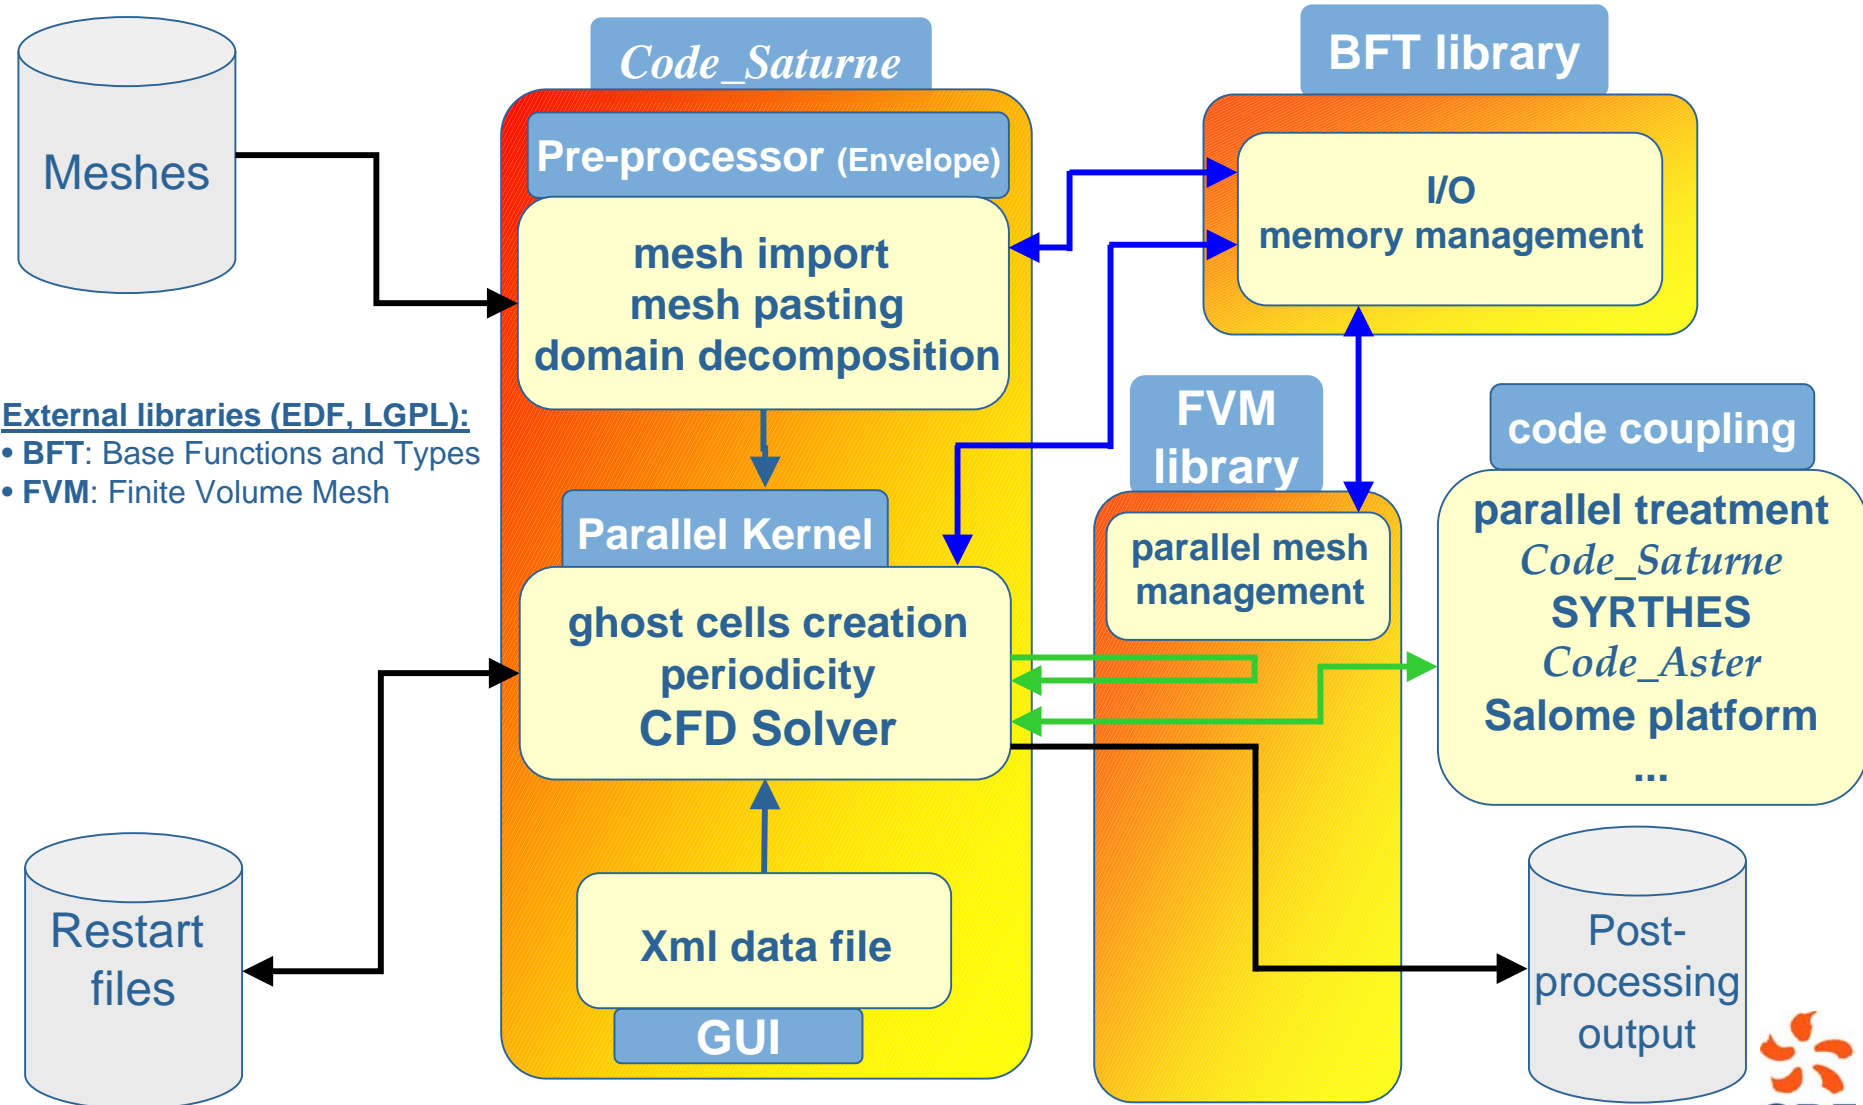 Code_Saturne
BFT library
Meshes
Pre-processor (Envelope)
mesh import
mesh pasting
domain decomposition
I/O
memory management
External libraries (EDF, LGPL):
• BFT: Base Functions and Types
• FVM: Finite Volume Mesh
FVM
library
code coupling
Parallel Kernel
parallel mesh
management
parallel treatment
Code_Saturne
SYRTHES
Code_Aster
Salome platform
...
ghost cells creation
periodicity
CFD Solver
Restart
files
Xml data file
GUI
Post-
processing
output